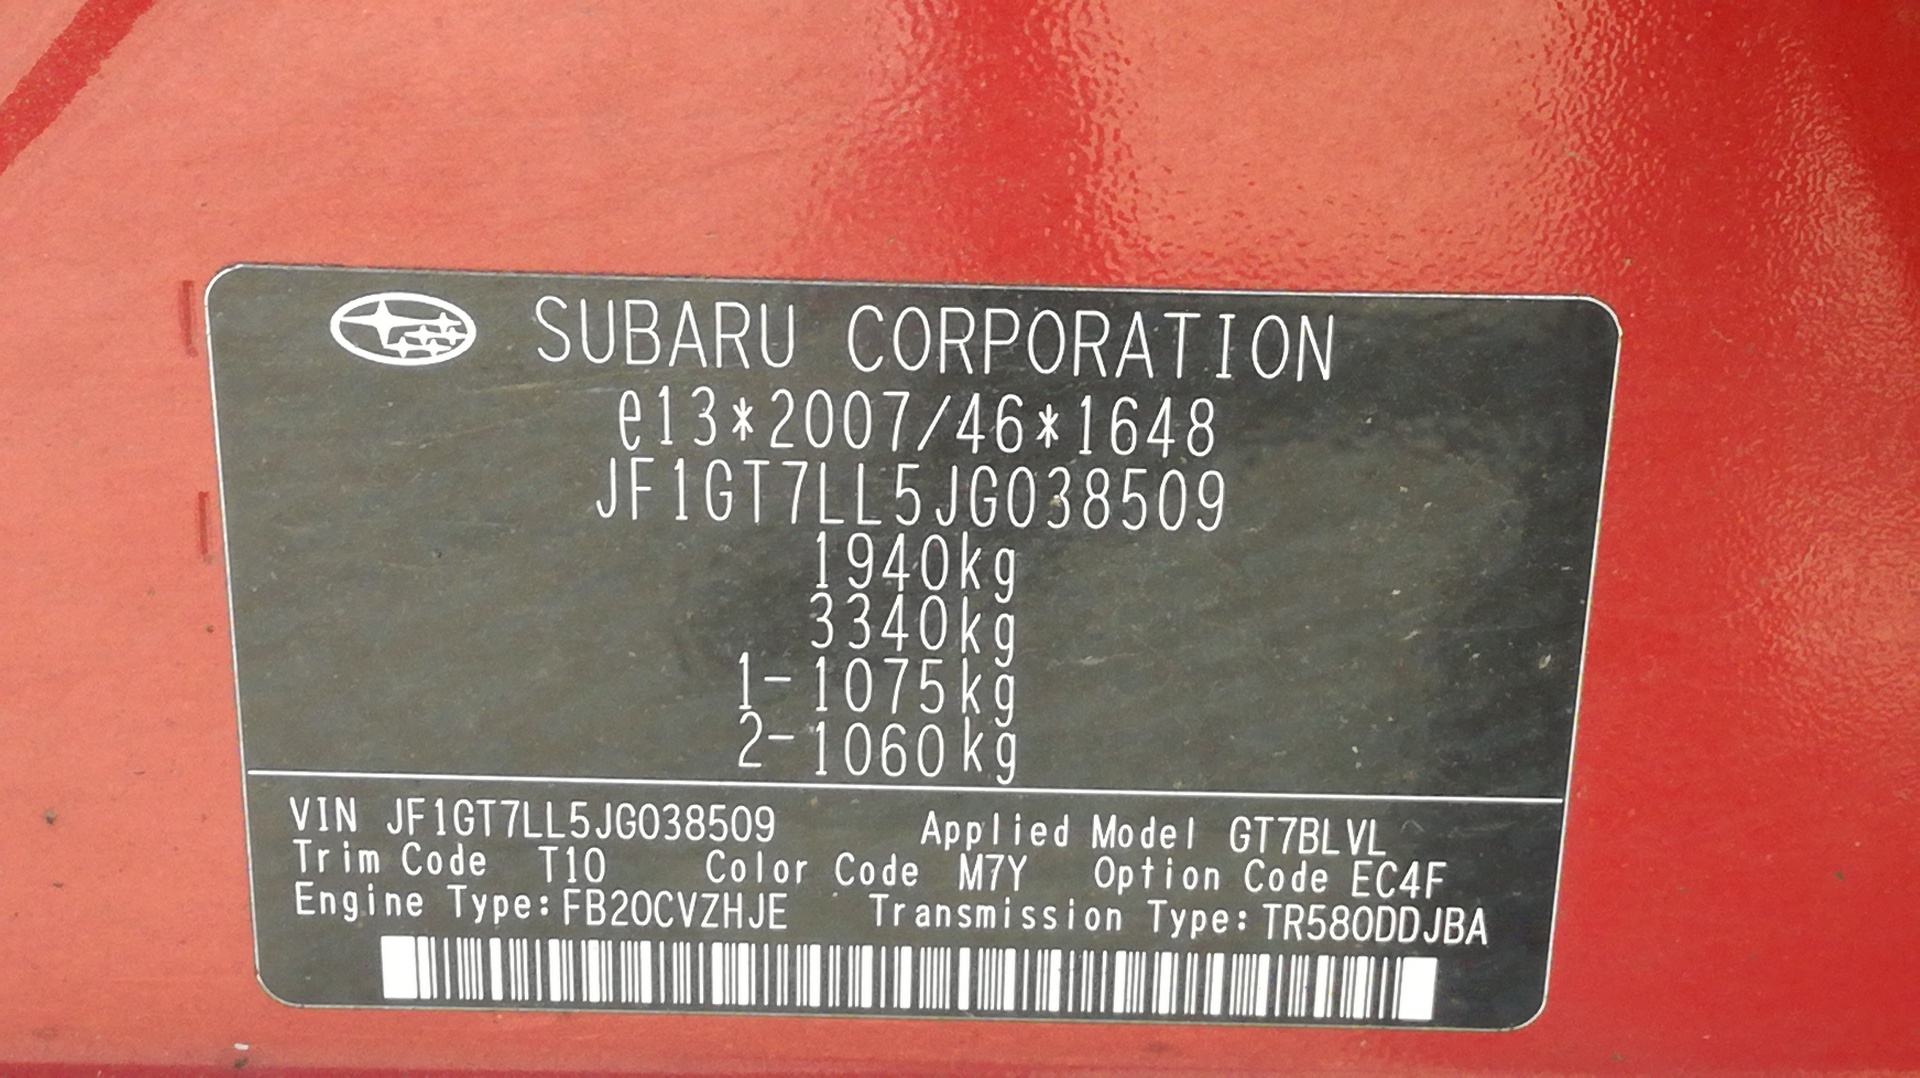 SUBARU CORPORATION
e13*2007/46*1648
JF1GT7LL5JG038509
1940kg
3340kg
1-1075kg
2-1060kg
VIN JF1GT7LL5JG038509 Applied Model GT7BLVL
Trim Code T10 Color Code M7Y Option Code EC4F
Engine Type:FB20CVZHJE Transmission Type:TR580DDJBA